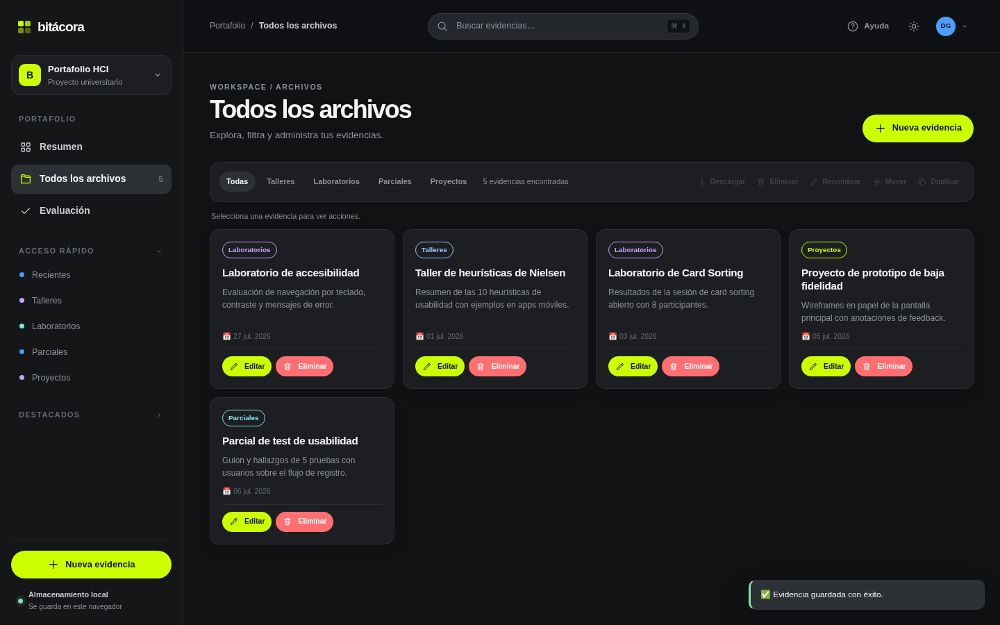 bitácora
B
Portafolio HCI
Proyecto universitario
PORTAFOLIO
Resumen
Todos los archivos 5
Evaluación
ACCESO RÁPIDO
Recientes
Talleres
Laboratorios
Parciales
Proyectos
DESTACADOS
Nueva evidencia
Almacenamiento local
Se guarda en este navegador
Portafolio / Todos los archivos
Buscar evidencias… ⌘ K
Ayuda
DG
WORKSPACE / ARCHIVOS
Todos los archivos
Explora, filtra y administra tus evidencias.
Nueva evidencia
Todas Talleres Laboratorios Parciales Proyectos 5 evidencias encontradas Descargar Eliminar Renombrar Mover Duplicar
Selecciona una evidencia para ver acciones.
Laboratorios
Laboratorio de accesibilidad
Evaluación de navegación por teclado,
contraste y mensajes de error.
27 jul. 2026
Editar Eliminar
Talleres
Taller de heurísticas de Nielsen
Resumen de las 10 heurísticas de
usabilidad con ejemplos en apps móviles.
01 jul. 2026
Editar Eliminar
Laboratorios
Laboratorio de Card Sorting
Resultados de la sesión de card sorting
abierto con 8 participantes.
03 jul. 2026
Editar Eliminar
Proyectos
Proyecto de prototipo de baja
fidelidad
Wireframes en papel de la pantalla
principal con anotaciones de feedback.
05 jul. 2026
Editar Eliminar
Parciales
Parcial de test de usabilidad
Guion y hallazgos de 5 pruebas con
usuarios sobre el flujo de registro.
06 jul. 2026
Editar Eliminar
✅ Evidencia guardada con éxito.